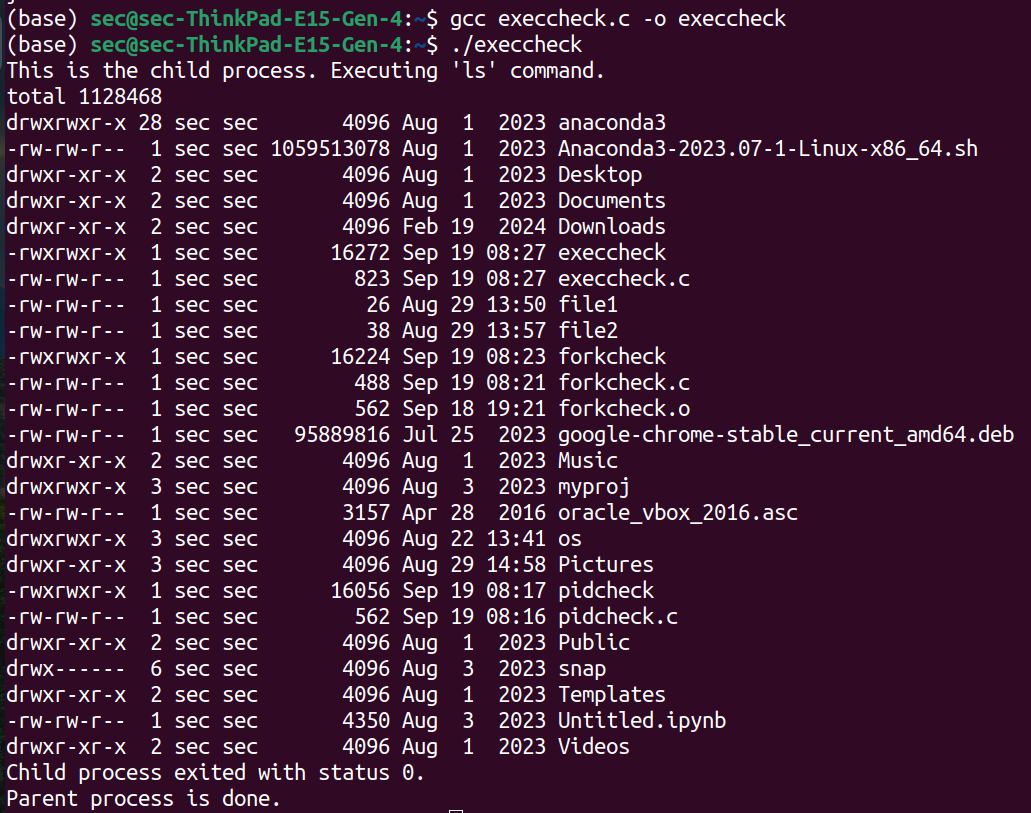 (base) sec@sec-ThinkPad-E15-Gen-4:~$ gcc execcheck.c -o execcheck
(base) sec@sec-ThinkPad-E15-Gen-4:~$ ./execcheck
This is the child process. Executing 'ls' command.
total 1128468
drwxrwxr-x 28 sec sec       4096 Aug  1  2023 anaconda3
-rw-rw-r--  1 sec sec 1059513078 Aug  1  2023 Anaconda3-2023.07-1-Linux-x86_64.sh
drwxr-xr-x  2 sec sec       4096 Aug  1  2023 Desktop
drwxr-xr-x  2 sec sec       4096 Aug  1  2023 Documents
drwxr-xr-x  2 sec sec       4096 Feb 19  2024 Downloads
-rwxrwxr-x  1 sec sec      16272 Sep 19 08:27 execcheck
-rw-rw-r--  1 sec sec        823 Sep 19 08:27 execcheck.c
-rw-rw-r--  1 sec sec         26 Aug 29 13:50 file1
-rw-rw-r--  1 sec sec         38 Aug 29 13:57 file2
-rwxrwxr-x  1 sec sec      16224 Sep 19 08:23 forkcheck
-rw-rw-r--  1 sec sec        488 Sep 19 08:21 forkcheck.c
-rw-rw-r--  1 sec sec        562 Sep 18 19:21 forkcheck.o
-rw-rw-r--  1 sec sec   95889816 Jul 25  2023 google-chrome-stable_current_amd64.deb
drwxr-xr-x  2 sec sec       4096 Aug  1  2023 Music
drwxrwxr-x  3 sec sec       4096 Aug  3  2023 myproj
-rw-rw-r--  1 sec sec       3157 Apr 28  2016 oracle_vbox_2016.asc
drwxrwxr-x  3 sec sec       4096 Aug 22 13:41 os
drwxr-xr-x  3 sec sec       4096 Aug 29 14:58 Pictures
-rwxrwxr-x  1 sec sec      16056 Sep 19 08:17 pidcheck
-rw-rw-r--  1 sec sec        562 Sep 19 08:16 pidcheck.c
drwxr-xr-x  2 sec sec       4096 Aug  1  2023 Public
drwx------  6 sec sec       4096 Aug  3  2023 snap
drwxr-xr-x  2 sec sec       4096 Aug  1  2023 Templates
-rw-rw-r--  1 sec sec       4350 Aug  3  2023 Untitled.ipynb
drwxr-xr-x  2 sec sec       4096 Aug  1  2023 Videos
Child process exited with status 0.
Parent process is done.